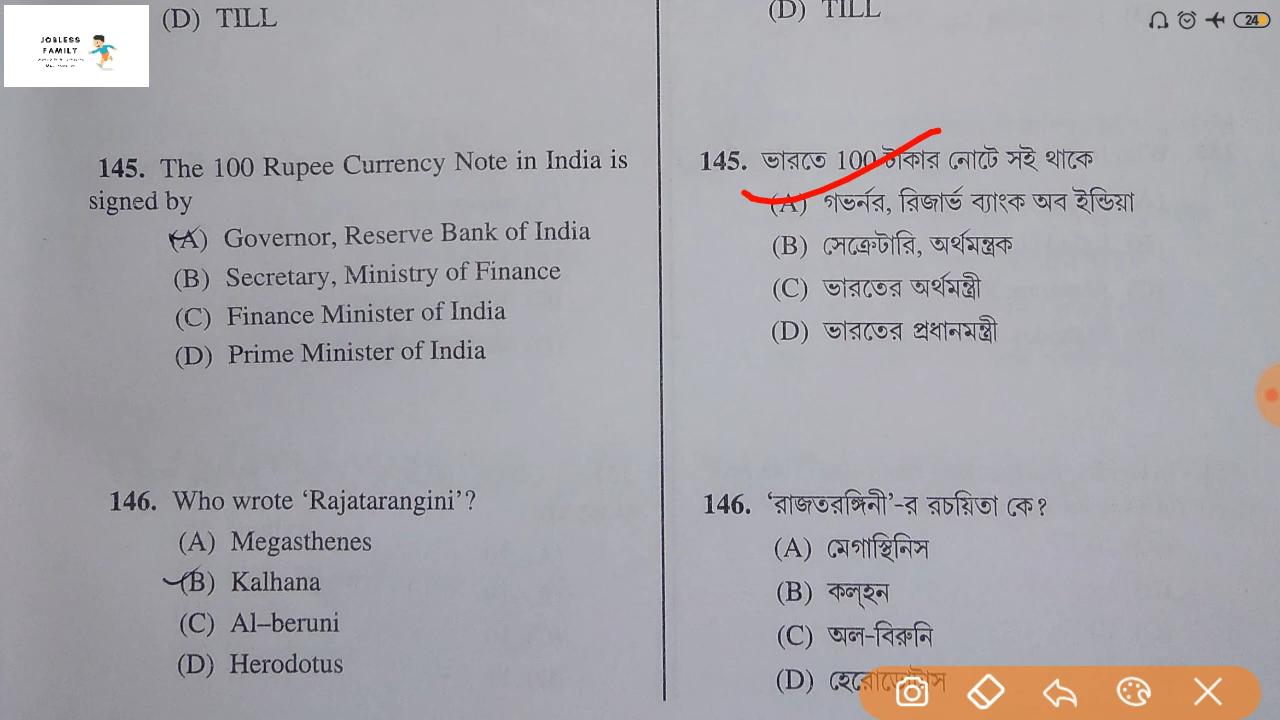 JOBLESS
FAMILY
24
(D) TILL
145. The 100 Rupee Currency Note in India is
signed by
(A) Governor, Reserve Bank of India
(B) Secretary, Ministry of Finance
(C) Finance Minister of India
(D) Prime Minister of India
146. Who wrote ‘Rajatarangini’?
(A) Megasthenes
(B) Kalhana
(C) Al–beruni
(D) Herodotus
(D) TILL
145. ভারতে 100 টাকার নোটে সই থাকে
(A) গভর্নর, রিজার্ভ ব্যাংক অব ইন্ডিয়া
(B) সেক্রেটারি, অর্থমন্ত্রক
(C) ভারতের অর্থমন্ত্রী
(D) ভারতের প্রধানমন্ত্রী
146. ‘রাজতরঙ্গিনী’-র রচয়িতা কে?
(A) মেগাস্থিনিস
(B) কল্‌হন
(C) অল-বিরুনি
(D) হেরোডোটাস